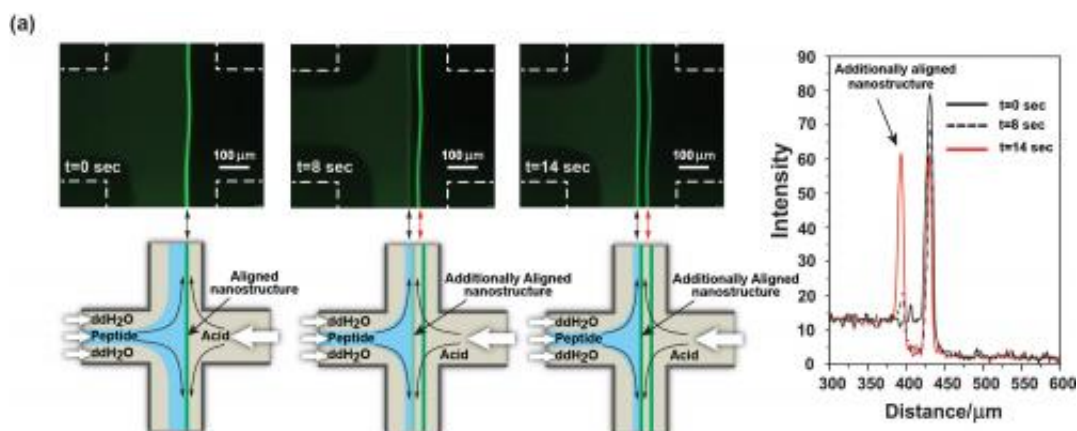 (a)
t=0 sec
100 μm
t=8 sec
100 μm
t=14 sec
100 μm
Aligned
nanostructure
ddH₂O
Peptide
ddH₂O
Acid
Additionally Aligned
nanostructure
ddH₂O
Peptide
ddH₂O
Acid
Additionally Aligned
nanostructure
ddH₂O
Peptide
ddH₂O
Acid
Additionally aligned
nanostructure
t=0 sec
t=8 sec
t=14 sec
Intensity
90
80
70
60
50
40
30
20
10
0
300 400 450 500 550 600
Distance/μm